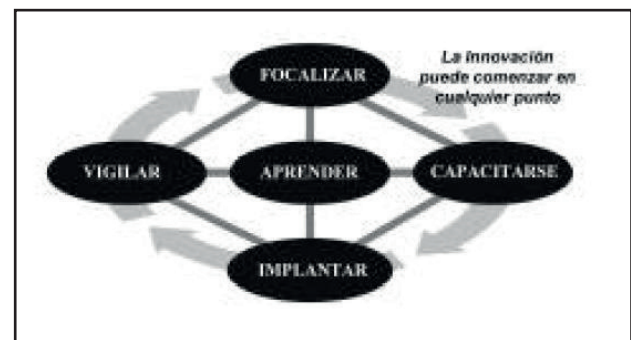 FOCALIZAR
La Innovación
puede comenzar en
cualquier punto
VIGILAR
APRENDER
CAPACITARSE
IMPLANTAR